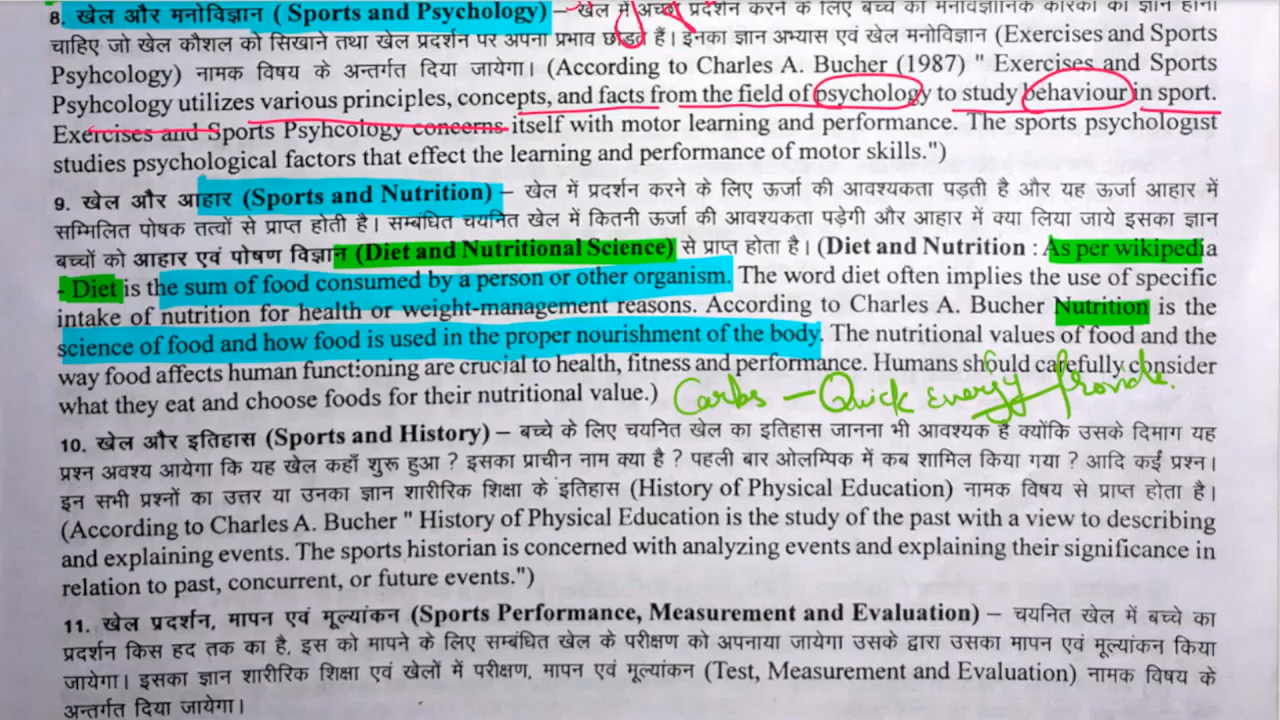 8. खेल और मनोविज्ञान ( Sports and Psychology) – खेल में अच्छा प्रदर्शन करने के लिए बच्चे को मनोवैज्ञानिक कारकों का ज्ञान होना
चाहिए जो खेल कौशल को सिखाने तथा खेल प्रदर्शन पर अपना प्रभाव छोड़ते हैं। इनका ज्ञान अभ्यास एवं खेल मनोविज्ञान (Exercises and Sports
Psyhcology) नामक विषय के अन्तर्गत दिया जायेगा। (According to Charles A. Bucher (1987) " Exercises and Sports
Psyhcology utilizes various principles, concepts, and facts from the field of psychology to study behaviour in sport.
Exercises and Sports Psyhcology concerns itself with motor learning and performance. The sports psychologist
studies psychological factors that effect the learning and performance of motor skills.")
9. खेल और आहार (Sports and Nutrition) – खेल में प्रदर्शन करने के लिए ऊर्जा की आवश्यकता पड़ती है और यह ऊर्जा आहार में
सम्मिलित पोषक तत्वों से प्राप्त होती है। सम्बंधित चयनित खेल में कितनी ऊर्जा की आवश्यकता पड़ेगी और आहार में क्या लिया जाये इसका ज्ञान
बच्चों को आहार एवं पोषण विज्ञान (Diet and Nutritional Science) से प्राप्त होता है। (Diet and Nutrition : As per wikipedia
- Diet is the sum of food consumed by a person or other organism. The word diet often implies the use of specific
intake of nutrition for health or weight-management reasons. According to Charles A. Bucher Nutrition is the
science of food and how food is used in the proper nourishment of the body. The nutritional values of food and the
way food affects human functioning are crucial to health, fitness and performance. Humans should carefully consider
what they eat and choose foods for their nutritional value.) Carbs – Quick Energy Provide.
10. खेल और इतिहास (Sports and History) – बच्चे के लिए चयनित खेल का इतिहास जानना भी आवश्यक है क्योंकि उसके दिमाग यह
प्रश्न अवश्य आयेगा कि यह खेल कहाँ शुरू हुआ ? इसका प्राचीन नाम क्या है ? पहली बार ओलम्पिक में कब शामिल किया गया ? आदि कई प्रश्न।
इन सभी प्रश्नों का उत्तर या उनका ज्ञान शारीरिक शिक्षा के इतिहास (History of Physical Education) नामक विषय से प्राप्त होता है।
(According to Charles A. Bucher " History of Physical Education is the study of the past with a view to describing
and explaining events. The sports historian is concerned with analyzing events and explaining their significance in
relation to past, concurrent, or future events.")
11. खेल प्रदर्शन, मापन एवं मूल्यांकन (Sports Performance, Measurement and Evaluation) – चयनित खेल में बच्चे का
प्रदर्शन किस हद तक का है, इस को मापने के लिए सम्बंधित खेल के परीक्षण को अपनाया जायेगा उसके द्वारा उसका मापन एवं मूल्यांकन किया
जायेगा। इसका ज्ञान शारीरिक शिक्षा एवं खेलों में परीक्षण, मापन एवं मूल्यांकन (Test, Measurement and Evaluation) नामक विषय के
अन्तर्गत दिया जायेगा।